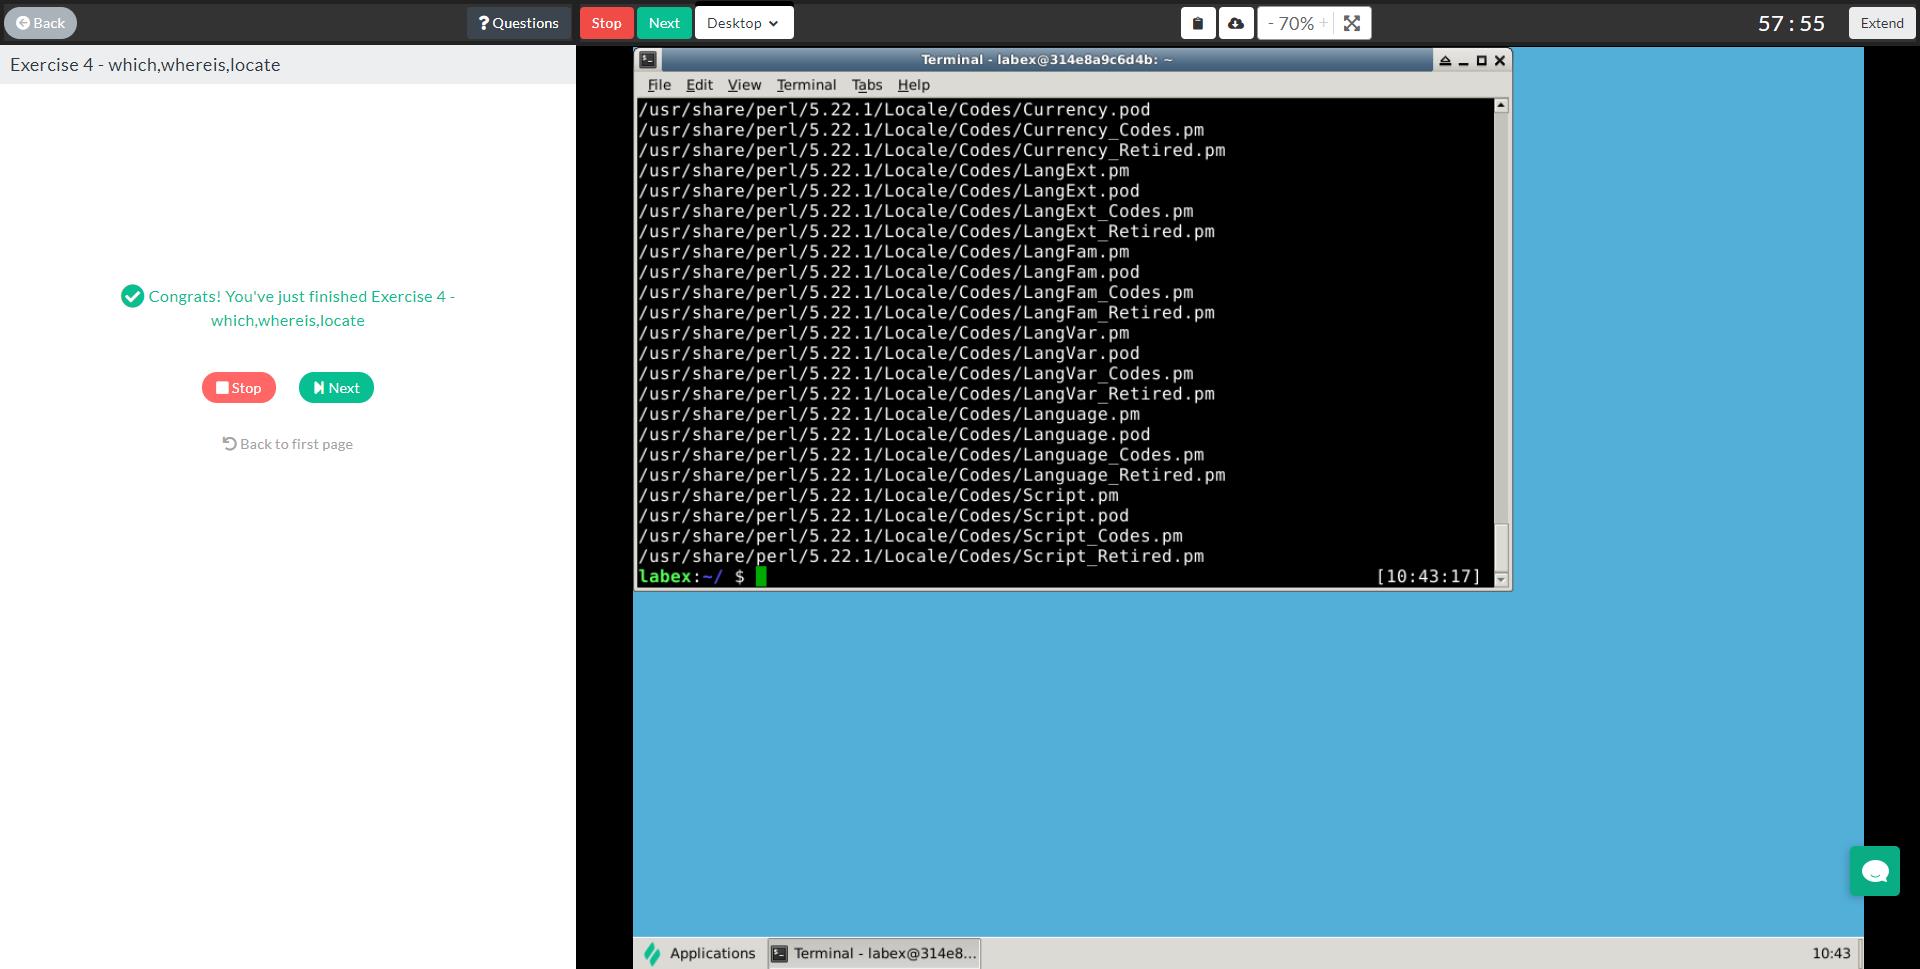 Back
? Questions
Stop
Next
Desktop
- 70% +
57 : 55
Extend
Exercise 4 - which,whereis,locate
Congrats! You've just finished Exercise 4 -
which,whereis,locate
Stop
Next
Back to first page
Terminal - labex@314e8a9c6d4b: ~
File Edit View Terminal Tabs Help
/usr/share/perl/5.22.1/Locale/Codes/Currency.pod
/usr/share/perl/5.22.1/Locale/Codes/Currency_Codes.pm
/usr/share/perl/5.22.1/Locale/Codes/Currency_Retired.pm
/usr/share/perl/5.22.1/Locale/Codes/LangExt.pm
/usr/share/perl/5.22.1/Locale/Codes/LangExt.pod
/usr/share/perl/5.22.1/Locale/Codes/LangExt_Codes.pm
/usr/share/perl/5.22.1/Locale/Codes/LangExt_Retired.pm
/usr/share/perl/5.22.1/Locale/Codes/LangFam.pm
/usr/share/perl/5.22.1/Locale/Codes/LangFam.pod
/usr/share/perl/5.22.1/Locale/Codes/LangFam_Codes.pm
/usr/share/perl/5.22.1/Locale/Codes/LangFam_Retired.pm
/usr/share/perl/5.22.1/Locale/Codes/LangVar.pm
/usr/share/perl/5.22.1/Locale/Codes/LangVar.pod
/usr/share/perl/5.22.1/Locale/Codes/LangVar_Codes.pm
/usr/share/perl/5.22.1/Locale/Codes/LangVar_Retired.pm
/usr/share/perl/5.22.1/Locale/Codes/Language.pm
/usr/share/perl/5.22.1/Locale/Codes/Language.pod
/usr/share/perl/5.22.1/Locale/Codes/Language_Codes.pm
/usr/share/perl/5.22.1/Locale/Codes/Language_Retired.pm
/usr/share/perl/5.22.1/Locale/Codes/Script.pm
/usr/share/perl/5.22.1/Locale/Codes/Script.pod
/usr/share/perl/5.22.1/Locale/Codes/Script_Codes.pm
/usr/share/perl/5.22.1/Locale/Codes/Script_Retired.pm
labex:~/ $ [10:43:17]
Applications
Terminal - labex@314e8...
10:43